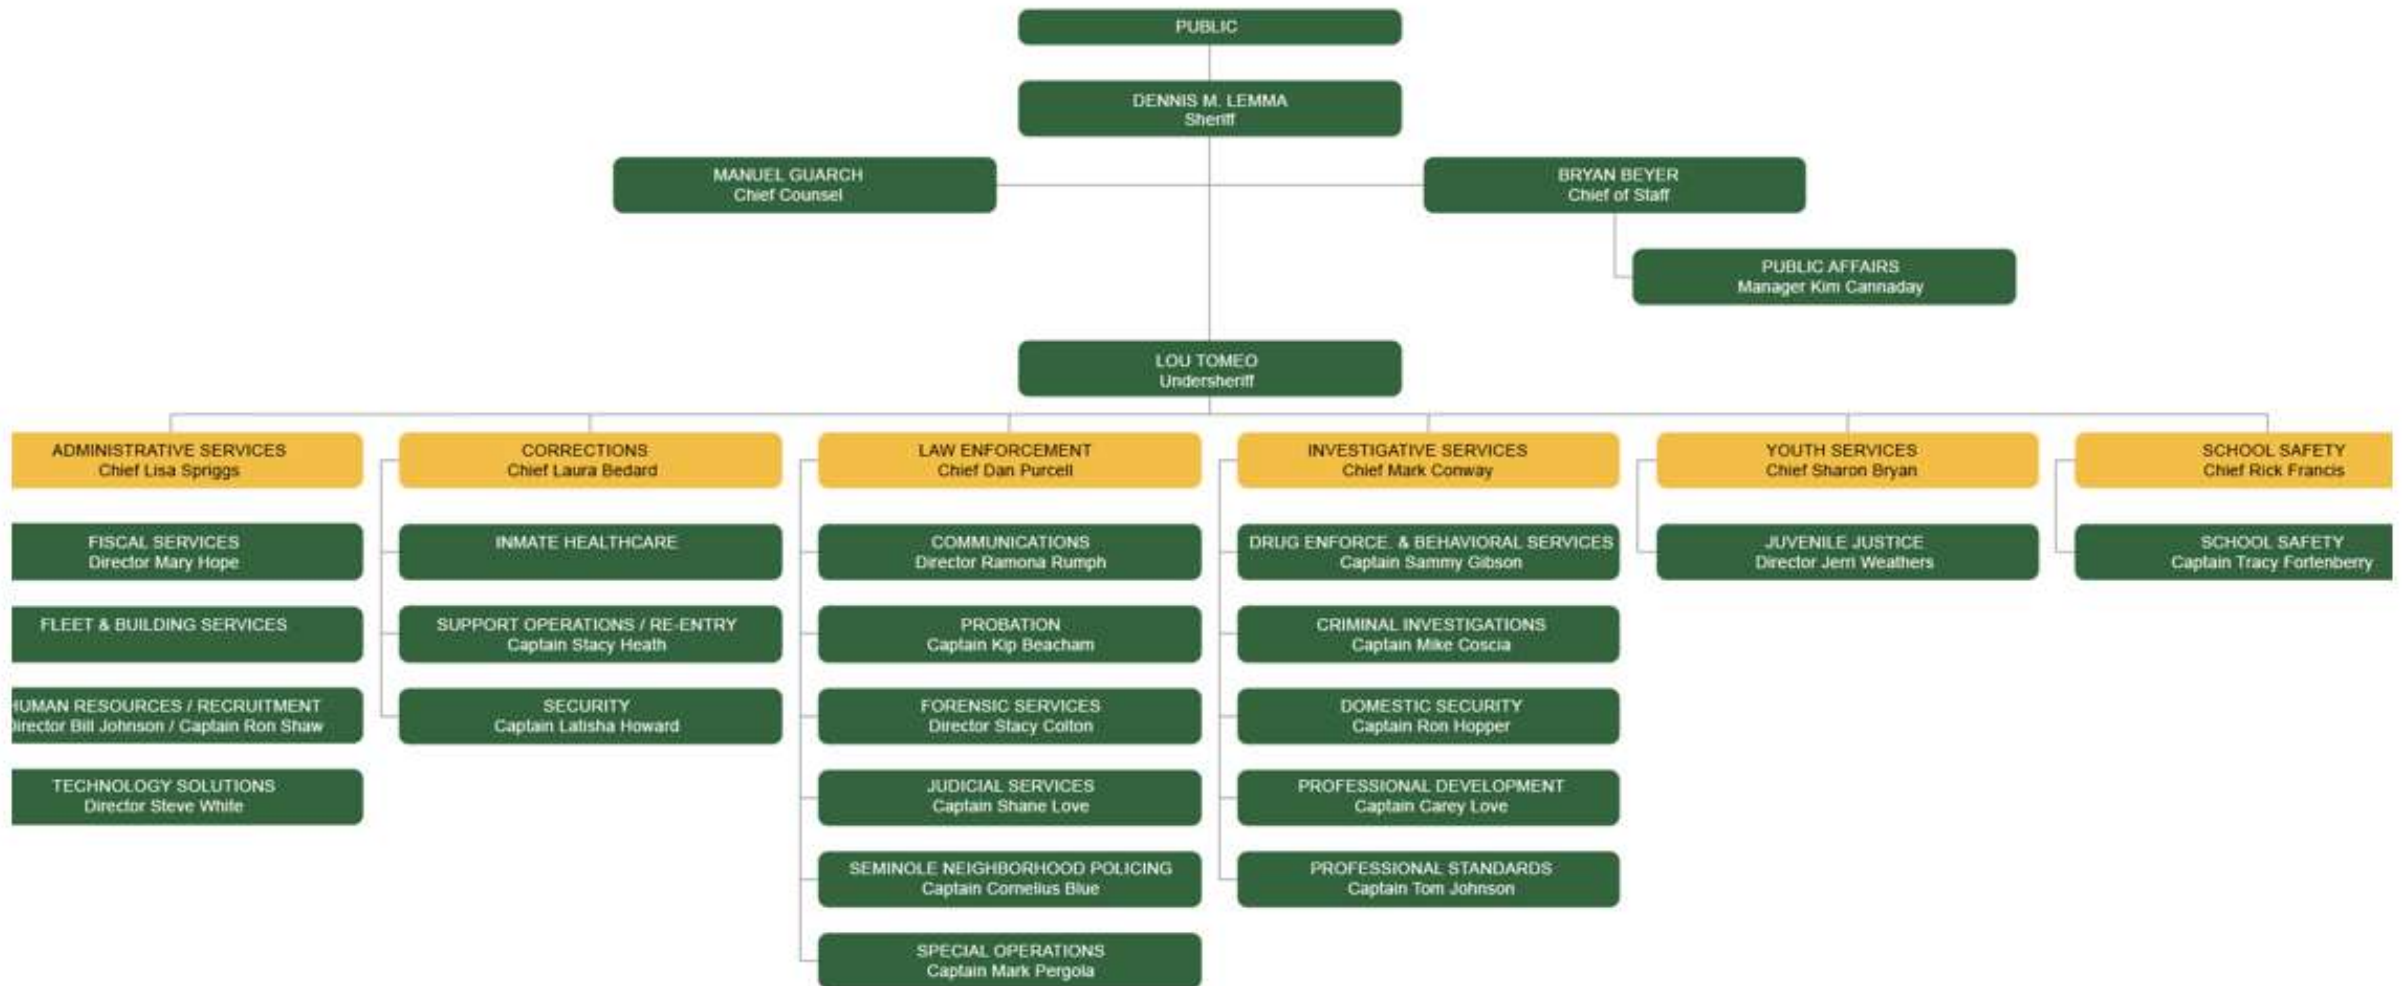 PUBLIC
DENNIS M. LEMMA
Sheriff
MANUEL GUARCH
Chief Counsel
BRYAN BEYER
Chief of Staff
PUBLIC AFFAIRS
Manager Kim Cannaday
LOU TOMEO
Undersheriff
ADMINISTRATIVE SERVICES
Chief Lisa Spriggs
FISCAL SERVICES
Director Mary Hope
FLEET & BUILDING SERVICES
HUMAN RESOURCES / RECRUITMENT
Director Bill Johnson / Captain Ron Shaw
TECHNOLOGY SOLUTIONS
Director Steve White
CORRECTIONS
Chief Laura Bedard
INMATE HEALTHCARE
SUPPORT OPERATIONS / RE-ENTRY
Captain Stacy Heath
SECURITY
Captain Latisha Howard
LAW ENFORCEMENT
Chief Dan Purcell
COMMUNICATIONS
Director Ramona Rumph
PROBATION
Captain Kip Beacham
FORENSIC SERVICES
Director Stacy Colton
JUDICIAL SERVICES
Captain Shane Love
SEMINOLE NEIGHBORHOOD POLICING
Captain Cornelius Blue
SPECIAL OPERATIONS
Captain Mark Pergola
INVESTIGATIVE SERVICES
Chief Mark Conway
DRUG ENFORCE. & BEHAVIORAL SERVICES
Captain Sammy Gibson
CRIMINAL INVESTIGATIONS
Captain Mike Coscia
DOMESTIC SECURITY
Captain Ron Hopper
PROFESSIONAL DEVELOPMENT
Captain Carey Love
PROFESSIONAL STANDARDS
Captain Tom Johnson
YOUTH SERVICES
Chief Sharon Bryan
JUVENILE JUSTICE
Director Jerri Weathers
SCHOOL SAFETY
Chief Rick Francis
SCHOOL SAFETY
Captain Tracy Fortenberry